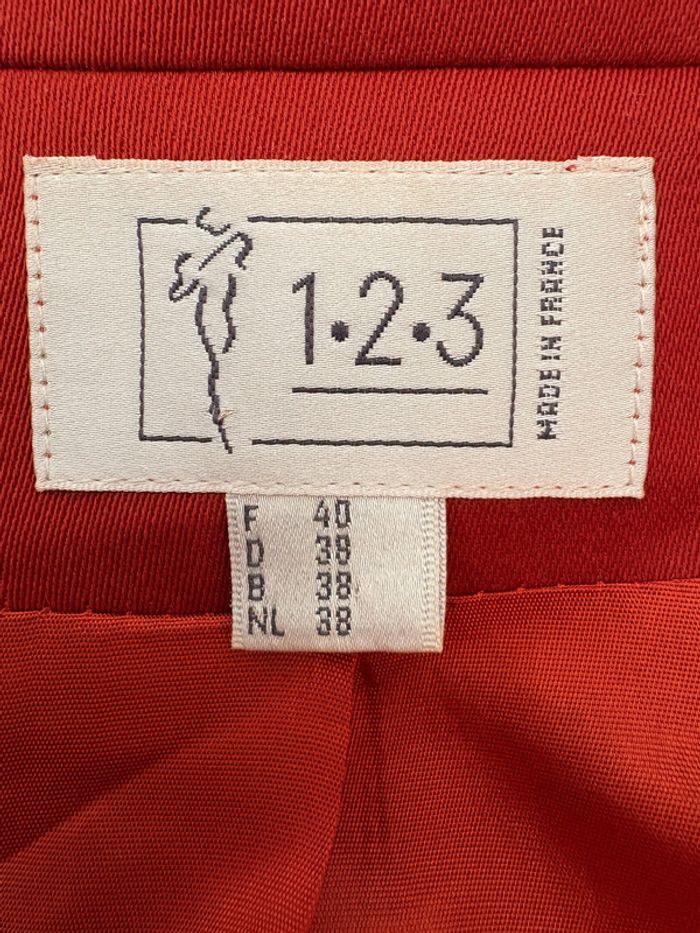 1•2•3
MADE IN FRANCE
F 40
D 38
B 38
NL 38